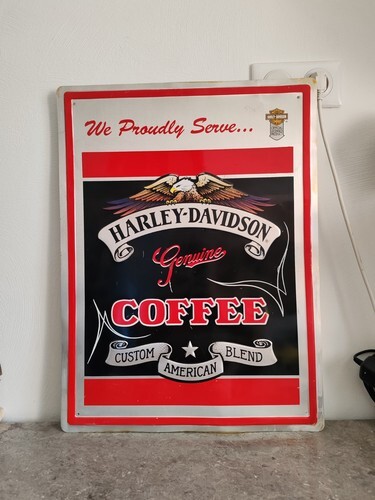 We Proudly Serve...
HARLEY-DAVIDSON
Genuine
COFFEE
CUSTOM BLEND
AMERICAN